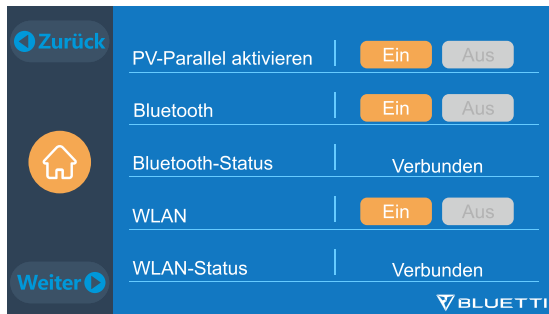 Zurück
PV-Parallel aktivieren Ein Aus
Bluetooth Ein Aus
Bluetooth-Status Verbunden
WLAN Ein Aus
WLAN-Status Verbunden
Weiter
BLUETTI